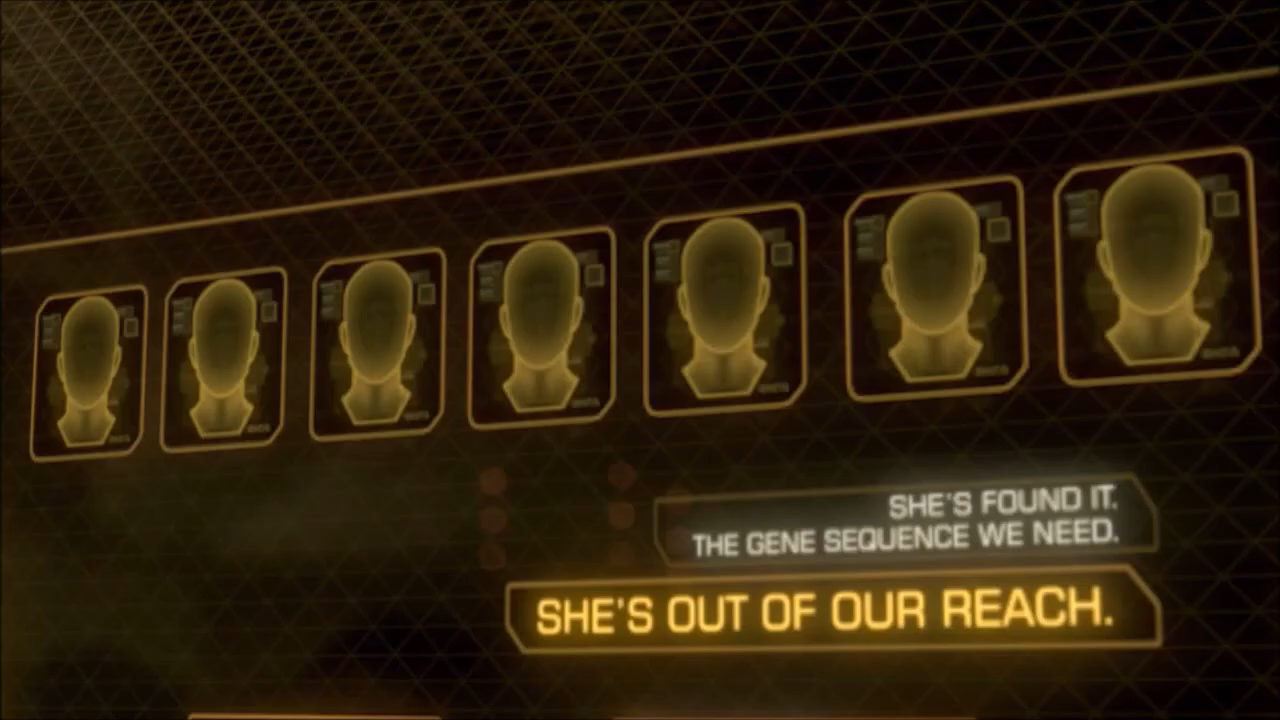 SHE'S FOUND IT.
THE GENE SEQUENCE WE NEED.
SHE'S OUT OF OUR REACH.